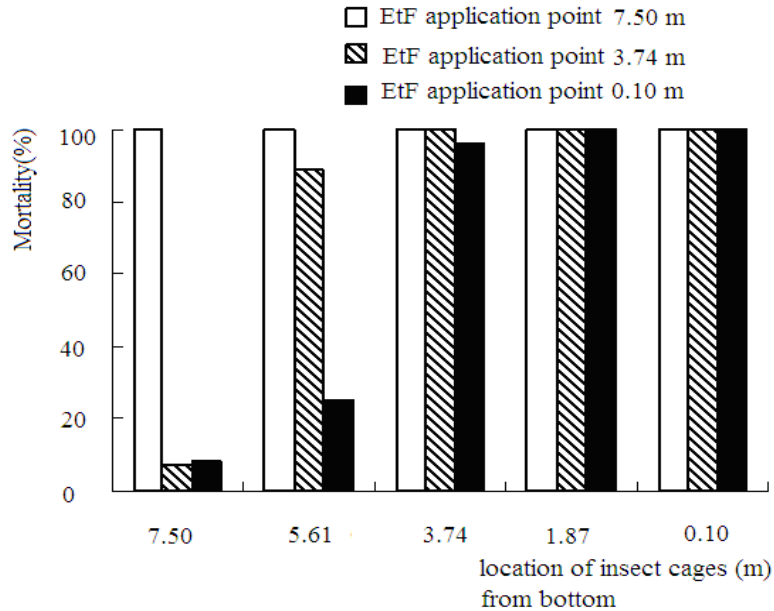 EtF application point 7.50 m
EtF application point 3.74 m
EtF application point 0.10 m
Mortality(%)
100
80
60
40
20
0
7.50 5.61 3.74 1.87 0.10
location of insect cages (m)
from bottom